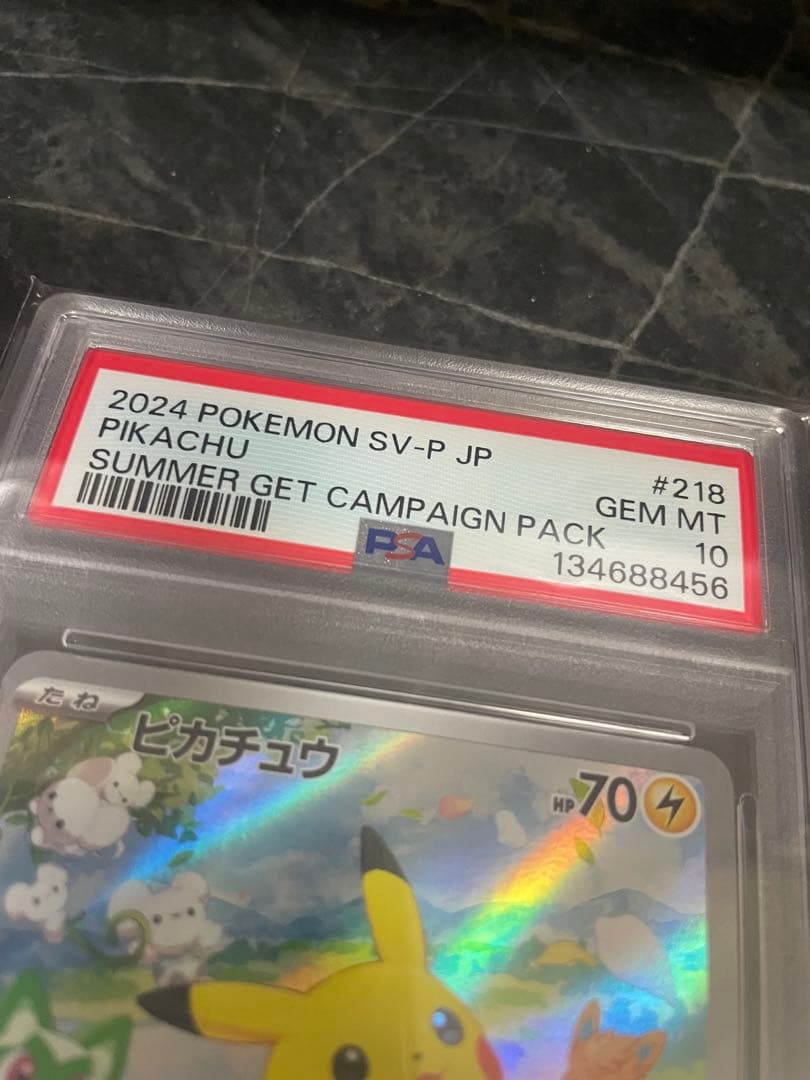 2024 POKEMON SV-P JP
#218
PIKACHU
GEM MT
SUMMER GET CAMPAIGN PACK
10
PSA
134688456
たね
ピカチュウ
HP70